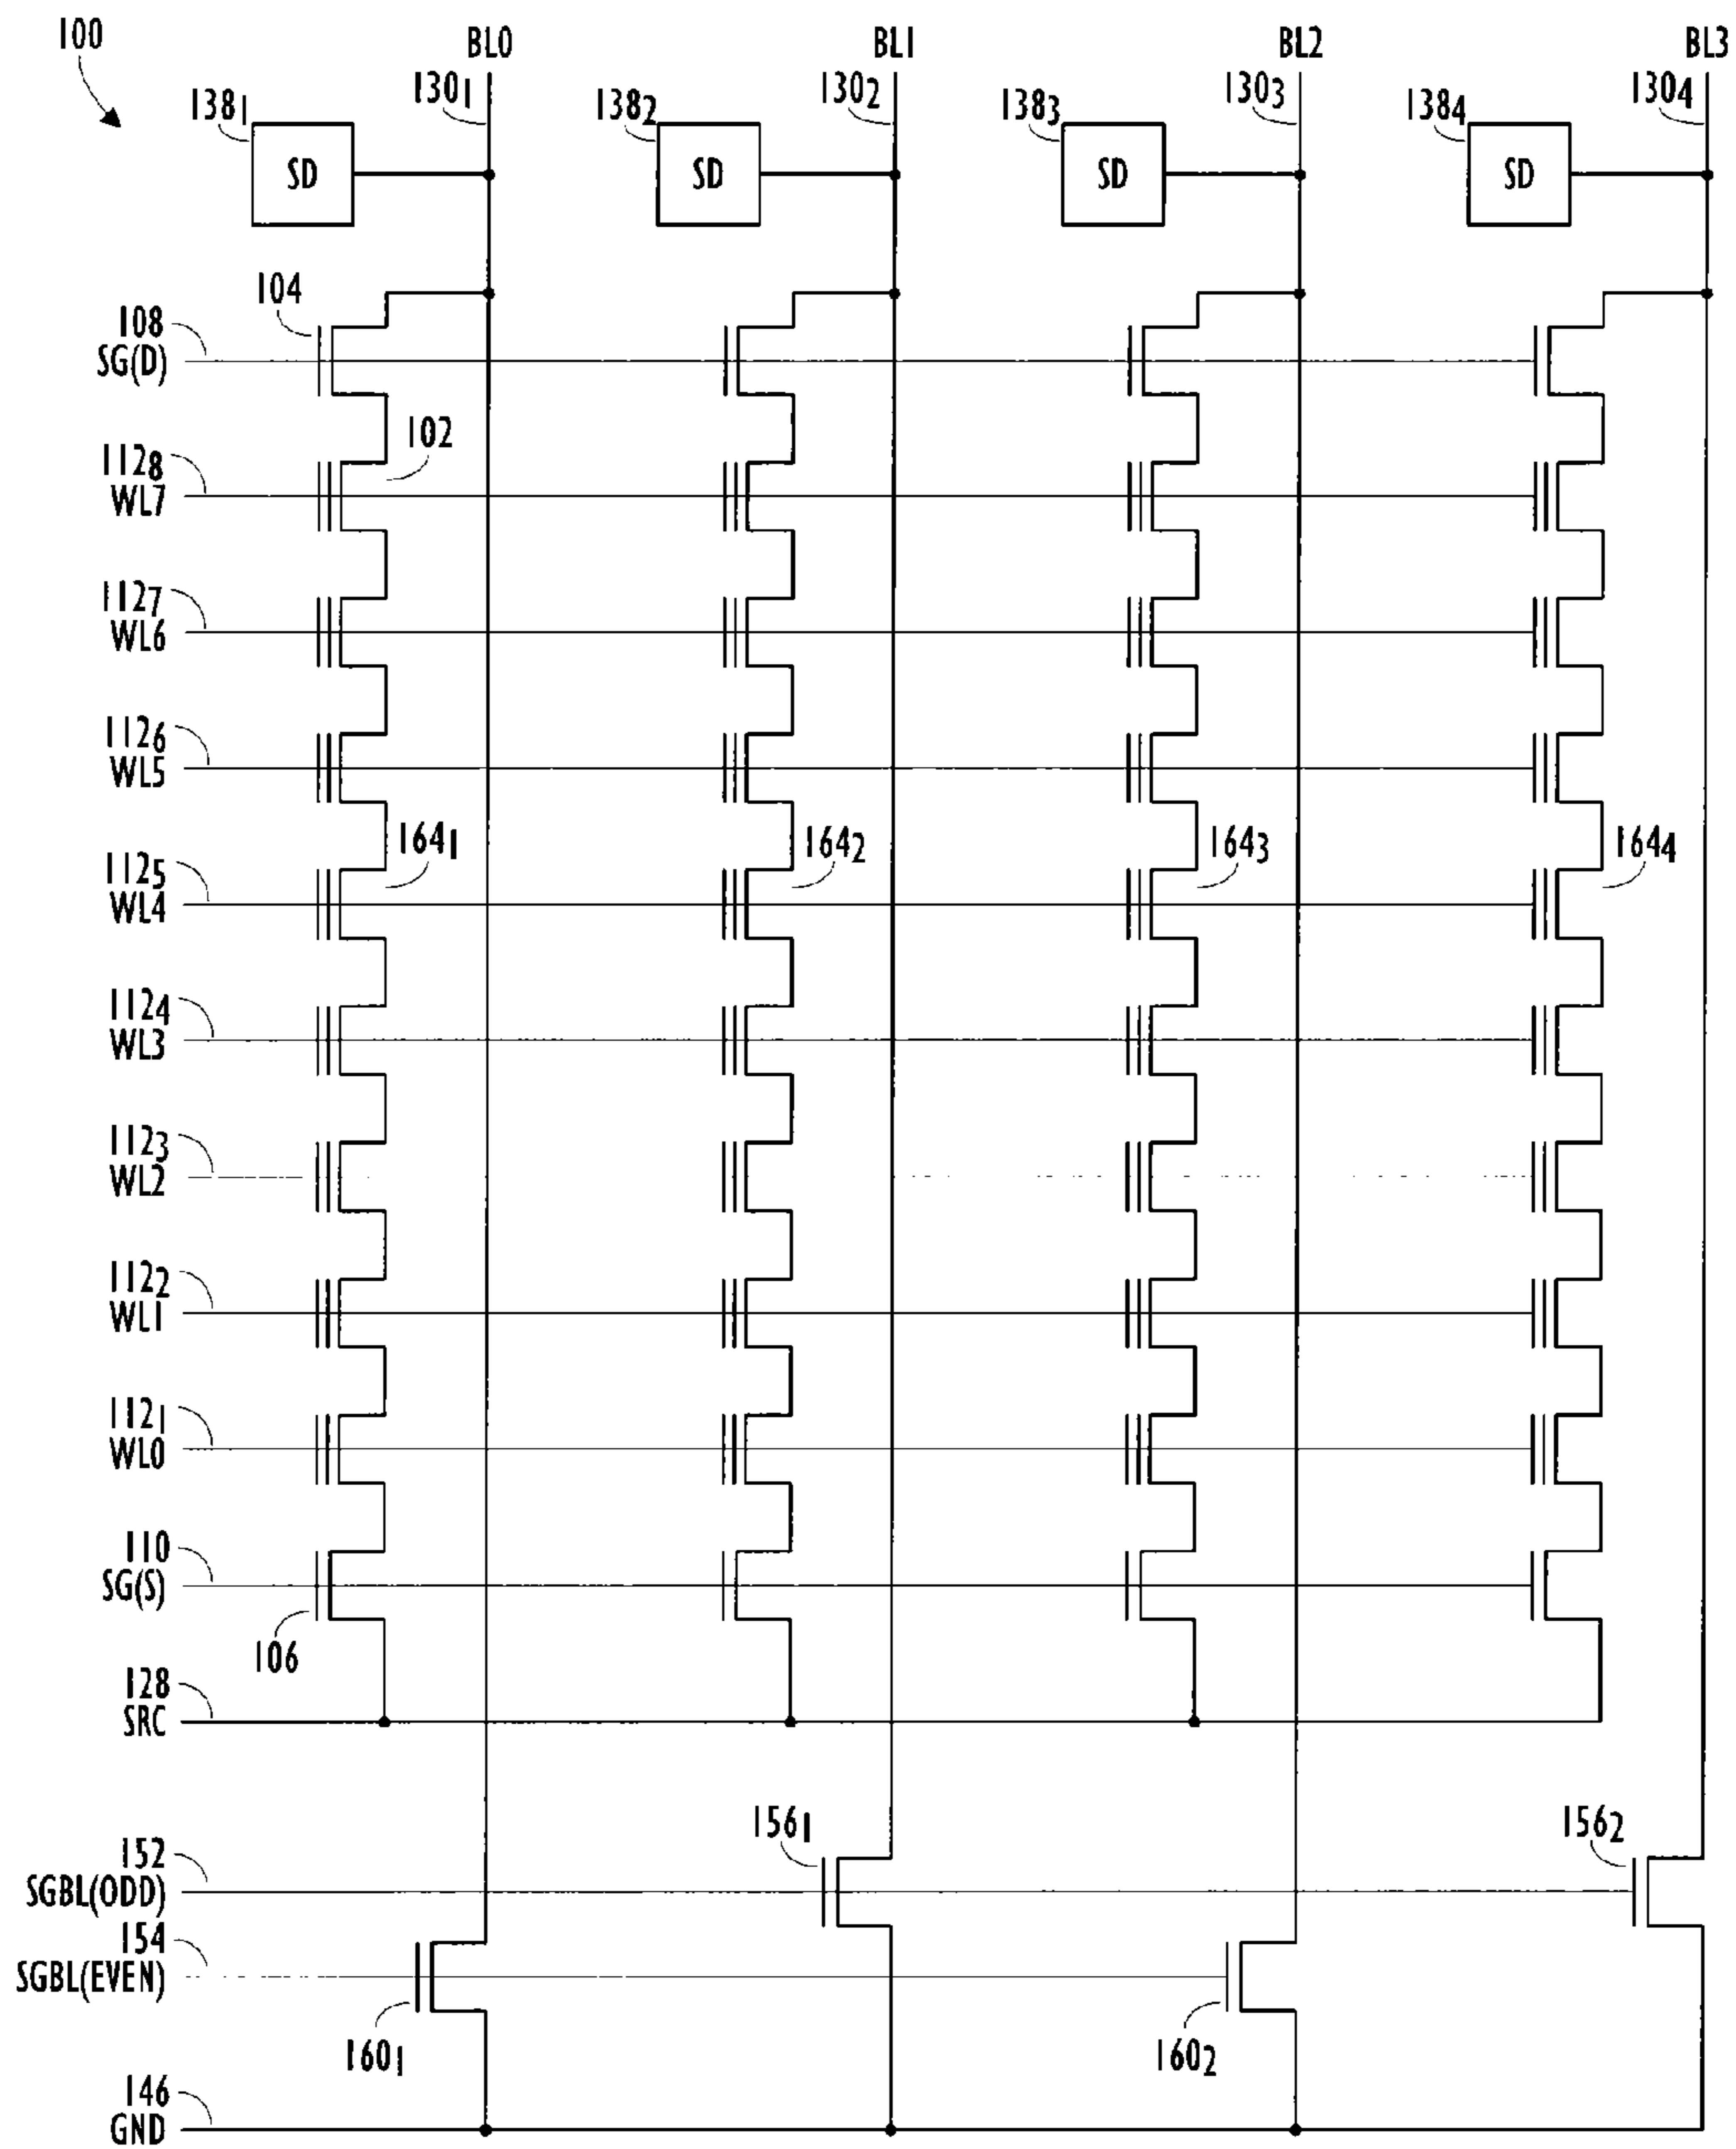 100
BL0
BL1
BL2
BL3
138₁
130₁
138₂
130₂
138₃
130₃
138₄
130₄
SD
SD
SD
SD
104
108
SG(D)
102
112₈
WL7
112₇
WL6
112₆
WL5
164₁
164₂
164₃
164₄
112₅
WL4
112₄
WL3
112₃
WL2
112₂
WL1
112₁
WL0
110
SG(S)
106
128
SRC
156₁
156₂
152
SGBL(ODD)
154
SGBL(EVEN)
160₁
160₂
146
GND